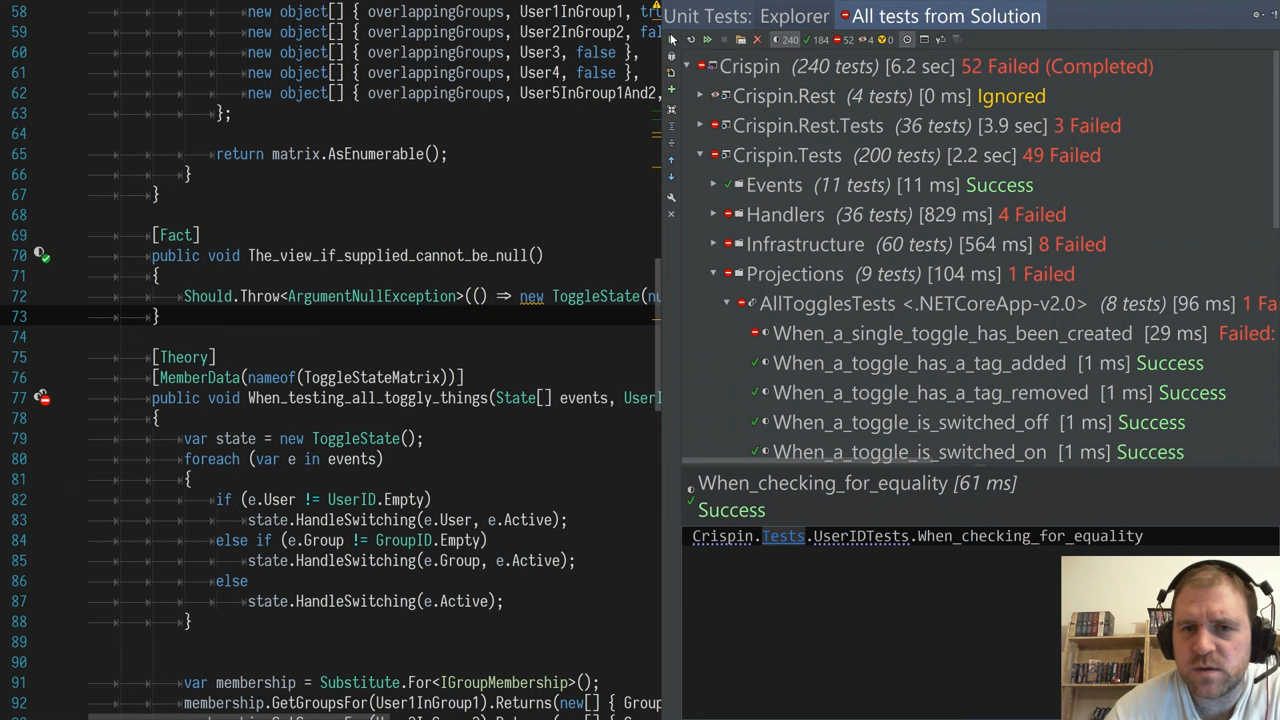 58 new object[] { overlappingGroups, User1InGroup1, tru
59 new object[] { overlappingGroups, User2InGroup2, fal
60 new object[] { overlappingGroups, User3, false },
61 new object[] { overlappingGroups, User4, false },
62 new object[] { overlappingGroups, User5InGroup1And2,
63 };
64
65 return matrix.AsEnumerable();
66 }
67 }
68
69 [Fact]
70 public void The_view_if_supplied_cannot_be_null()
71 {
72 Should.Throw<ArgumentNullException>(() => new ToggleState(nu
73 }
74
75 [Theory]
76 [MemberData(nameof(ToggleStateMatrix))]
77 public void When_testing_all_toggly_things(State[] events, UserI
78 {
79 var state = new ToggleState();
80 foreach (var e in events)
81 {
82 if (e.User != UserID.Empty)
83 state.HandleSwitching(e.User, e.Active);
84 else if (e.Group != GroupID.Empty)
85 state.HandleSwitching(e.Group, e.Active);
86 else
87 state.HandleSwitching(e.Active);
88 }
89
90
91 var membership = Substitute.For<IGroupMembership>();
92 membership.GetGroupsFor(User1InGroup1).Returns(new[] { Grou
Unit Tests: Explorer All tests from Solution
240 184 52 4 0
Crispin (240 tests) [6.2 sec] 52 Failed (Completed)
Crispin.Rest (4 tests) [0 ms] Ignored
Crispin.Rest.Tests (36 tests) [3.9 sec] 3 Failed
Crispin.Tests (200 tests) [2.2 sec] 49 Failed
Events (11 tests) [11 ms] Success
Handlers (36 tests) [829 ms] 4 Failed
Infrastructure (60 tests) [564 ms] 8 Failed
Projections (9 tests) [104 ms] 1 Failed
AllTogglesTests <.NETCoreApp-v2.0> (8 tests) [96 ms] 1 Fa
When_a_single_toggle_has_been_created [29 ms] Failed:
When_a_toggle_has_a_tag_added [1 ms] Success
When_a_toggle_has_a_tag_removed [1 ms] Success
When_a_toggle_is_switched_off [1 ms] Success
When_a_toggle_is_switched_on [1 ms] Success
When_checking_for_equality [61 ms]
Success
Crispin.Tests.UserIDTests.When_checking_for_equality